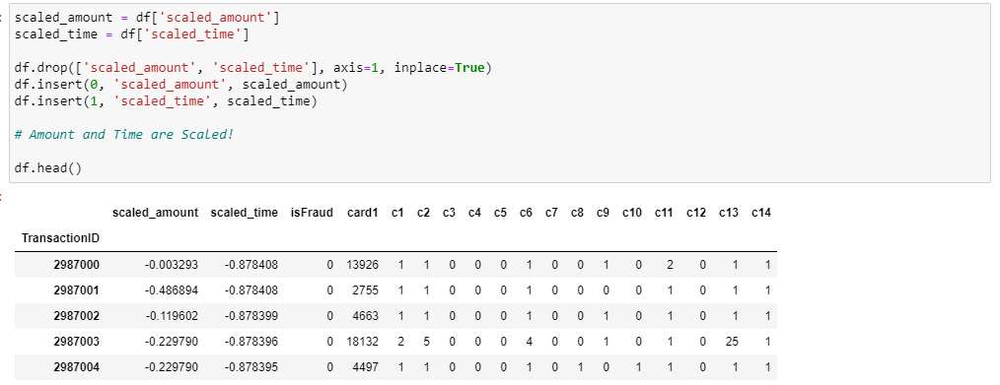 scaled_amount = df['scaled_amount']
scaled_time = df['scaled_time']
df.drop(['scaled_amount', 'scaled_time'], axis=1, inplace=True)
df.insert(0, 'scaled_amount', scaled_amount)
df.insert(1, 'scaled_time', scaled_time)
# Amount and Time are Scaled!
df.head()
scaled_amount scaled_time isFraud card1 c1 c2 c3 c4 c5 c6 c7 c8 c9 c10 c11 c12 c13 c14
TransactionID
2987000 -0.003293 -0.878408 0 13926 1 1 0 0 0 1 0 0 1 0 2 0 1 1
2987001 -0.486894 -0.878408 0 2755 1 1 0 0 0 1 0 0 0 0 1 0 1 1
2987002 -0.119602 -0.878399 0 4663 1 1 0 0 0 1 0 0 1 0 1 0 1 1
2987003 -0.229790 -0.878396 0 18132 2 5 0 0 0 4 0 0 1 0 1 0 25 1
2987004 -0.229790 -0.878395 0 4497 1 1 0 0 0 1 0 1 0 1 1 0 1 1